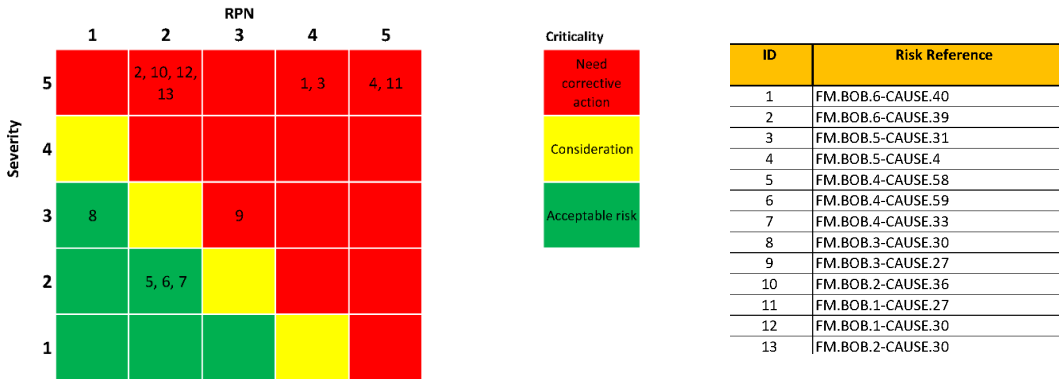 RPN
1 2 3 4 5
Severity
5
2, 10, 12,
13
1, 3
4, 11
4
3
8
9
2
5, 6, 7
1
Criticality
Need
corrective
action
Consideration
Acceptable risk
ID Risk Reference
1 FM.BOB.6-CAUSE.40
2 FM.BOB.6-CAUSE.39
3 FM.BOB.5-CAUSE.31
4 FM.BOB.5-CAUSE.4
5 FM.BOB.4-CAUSE.58
6 FM.BOB.4-CAUSE.59
7 FM.BOB.4-CAUSE.33
8 FM.BOB.3-CAUSE.30
9 FM.BOB.3-CAUSE.27
10 FM.BOB.2-CAUSE.36
11 FM.BOB.1-CAUSE.27
12 FM.BOB.1-CAUSE.30
13 FM.BOB.2-CAUSE.30